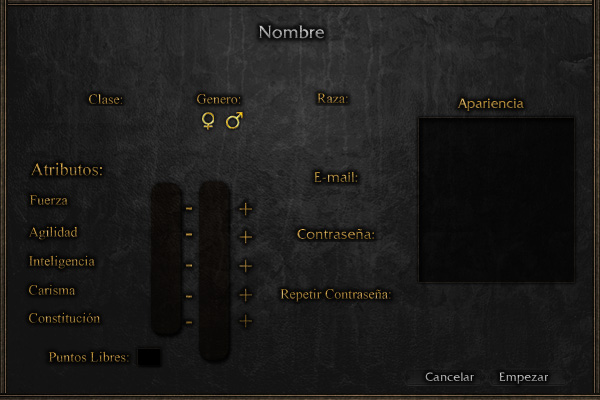 Nombre
Clase:
Genero:
Raza:
Apariencia
♀ ♂
Atributos:
E-mail:
Fuerza
- +
Agilidad
- +
Contraseña:
Inteligencia
- +
Carisma
- +
Repetir Contraseña:
Constitución
- +
Puntos Libres:
Cancelar
Empezar